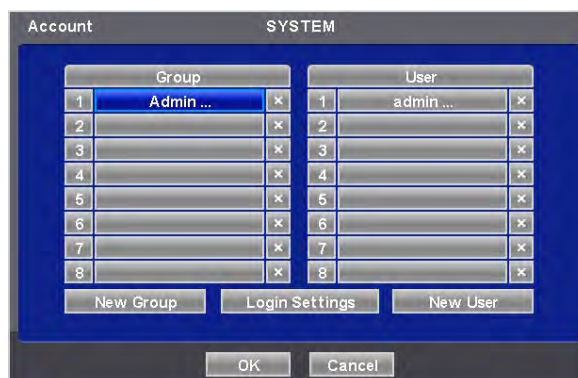 Account SYSTEM
Group User
1 Admin ... × 1 admin ... ×
2 × 2 ×
3 × 3 ×
4 × 4 ×
5 × 5 ×
6 × 6 ×
7 × 7 ×
8 × 8 ×
New Group Login Settings New User
OK Cancel